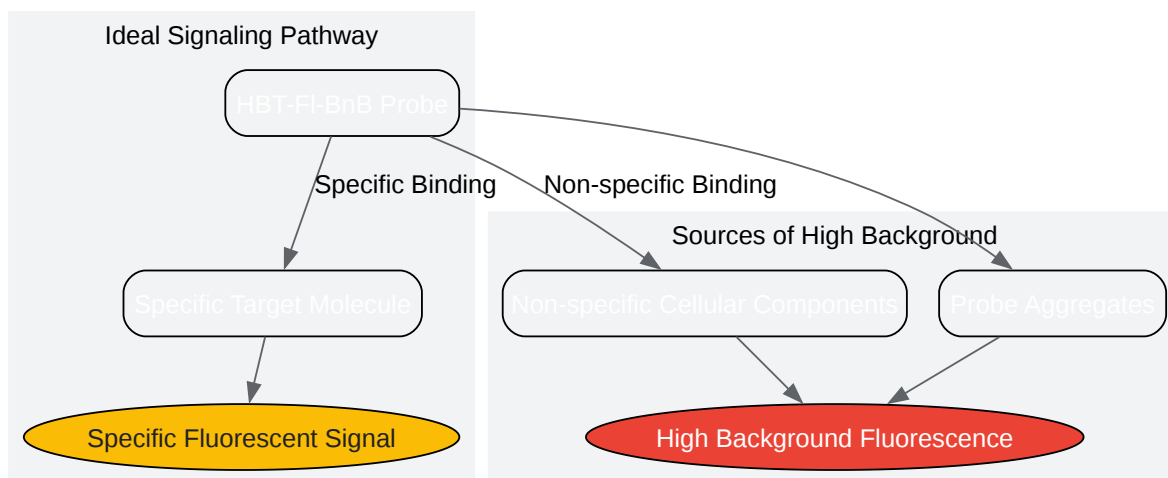 Ideal Signaling Pathway
HBT-Fl-BnB Probe
Specific Binding
Non-specific Binding
Sources of High Background
Specific Target Molecule
Non-specific Cellular Components
Probe Aggregates
Specific Fluorescent Signal
High Background Fluorescence